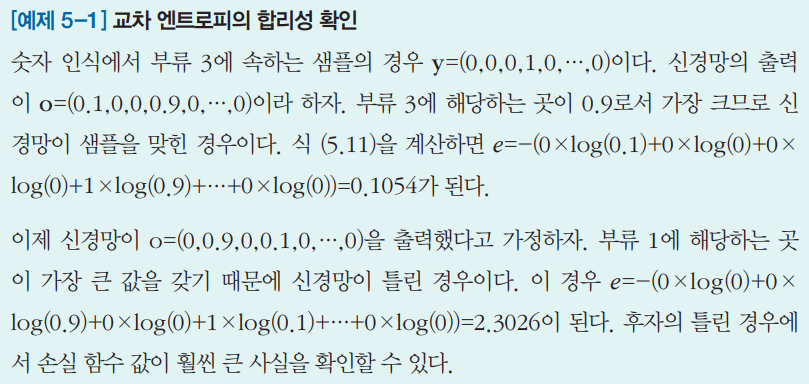 [예제 5-1] 교차 엔트로피의 합리성 확인
숫자 인식에서 부류 3에 속하는 샘플의 경우 y=(0,0,0,1,0,⋯,0)이다. 신경망의 출력
이 o=(0.1,0,0,0.9,0,⋯,0)이라 하자. 부류 3에 해당하는 곳이 0.9로서 가장 크므로 신
경망이 샘플을 맞힌 경우이다. 식 (5.11)을 계산하면 e=−(0×log(0.1)+0×log(0)+0×
log(0)+1×log(0.9)+⋯+0×log(0))=0.1054가 된다.
이제 신경망이 o=(0,0.9,0,0.1,0,⋯,0)을 출력했다고 가정하자. 부류 1에 해당하는 곳
이 가장 큰 값을 갖기 때문에 신경망이 틀린 경우이다. 이 경우 e=−(0×log(0)+0×
log(0.9)+0×log(0)+1×log(0.1)+⋯+0×log(0))=2.3026이 된다. 후자의 틀린 경우에
서 손실 함수 값이 훨씬 큰 사실을 확인할 수 있다.